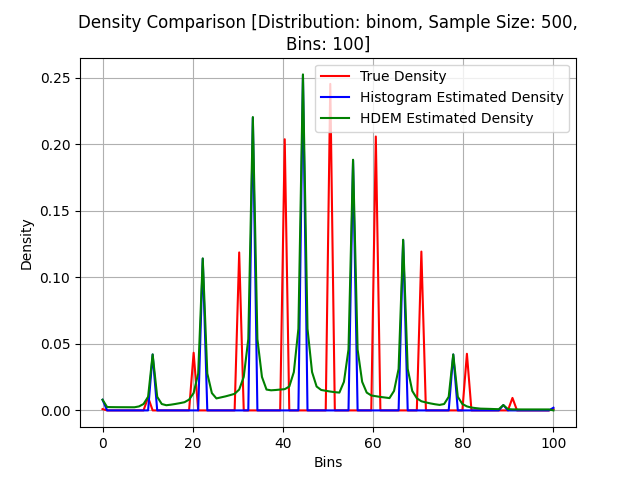 Density Comparison [Distribution: binom, Sample Size: 500,
Bins: 100]
True Density
Histogram Estimated Density
HDEM Estimated Density
0.25
0.20
0.15
0.10
0.05
0.00
Density
0 20 40 60 80 100
Bins